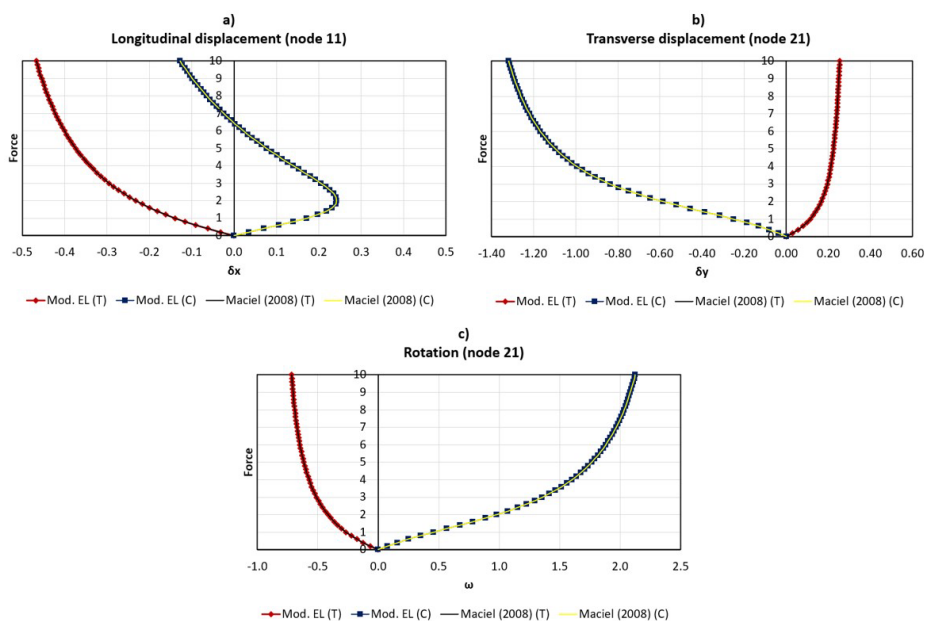 a)
Longitudinal displacement (node 11)
10
9
8
7
6
5
4
3
2
1
0
Force
-0.5 -0.4 -0.3 -0.2 -0.1 0 0.1 0.2 0.3 0.4 0.5
δx
Mod. EL (T) Mod. EL (C) Maciel (2008) (T) Maciel (2008) (C)
b)
Transverse displacement (node 21)
10
9
8
7
6
5
4
3
2
1
0
Force
-1.40 -1.20 -1.00 -0.80 -0.60 -0.40 -0.20 0.00 0.20 0.40 0.60
δy
Mod. EL (T) Mod. EL (C) Maciel (2008) (T) Maciel (2008) (C)
c)
Rotation (node 21)
10
9
8
7
6
5
4
3
2
1
0
Force
-1.0 -0.5 0.0 0.5 1.0 1.5 2.0 2.5
ω
Mod. EL (T) Mod. EL (C) Maciel (2008) (T) Maciel (2008) (C)